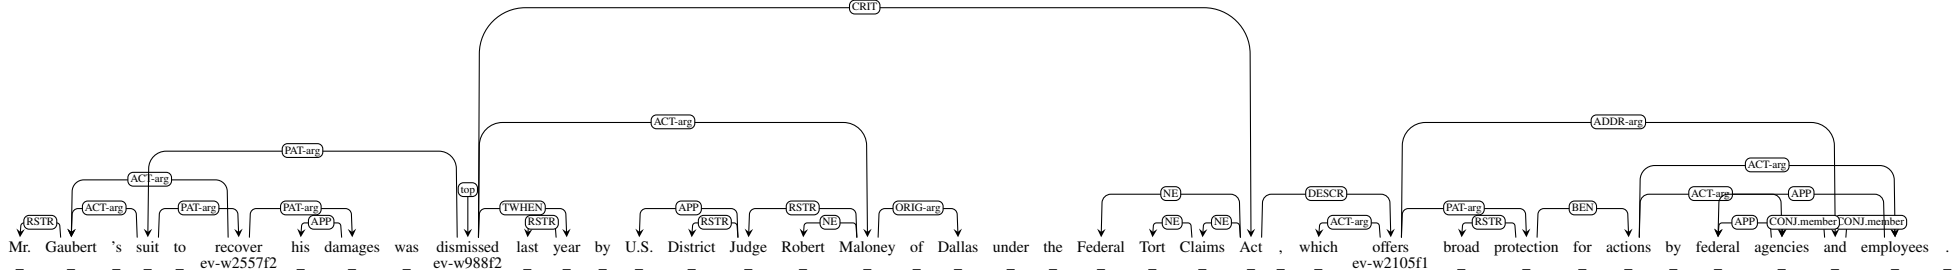 CRIT
ACT-arg ADDR-arg
PAT-arg ACT-arg
ACT-arg top NE DESCR ACT-arg APP
ACT-arg PAT-arg PAT-arg TWHEN APP RSTR ORIG-arg PAT-arg BEN
RSTR APP RSTR RSTR NE NE NE ACT-arg RSTR APP CONJ.member CONJ.member
Mr. Gaubert 's suit to recover his damages was dismissed last year by U.S. District Judge Robert Maloney of Dallas under the Federal Tort Claims Act , which offers broad protection for actions by federal agencies and employees .
ev-w2557f2 ev-w988f2 ev-w2105f1
_ _ _ _ _ _ _ _ _ _ _ _ _ _ _ _ _ _ _ _ _ _ _ _ _ _ _ _ _ _ _ _ _ _ _ _ _